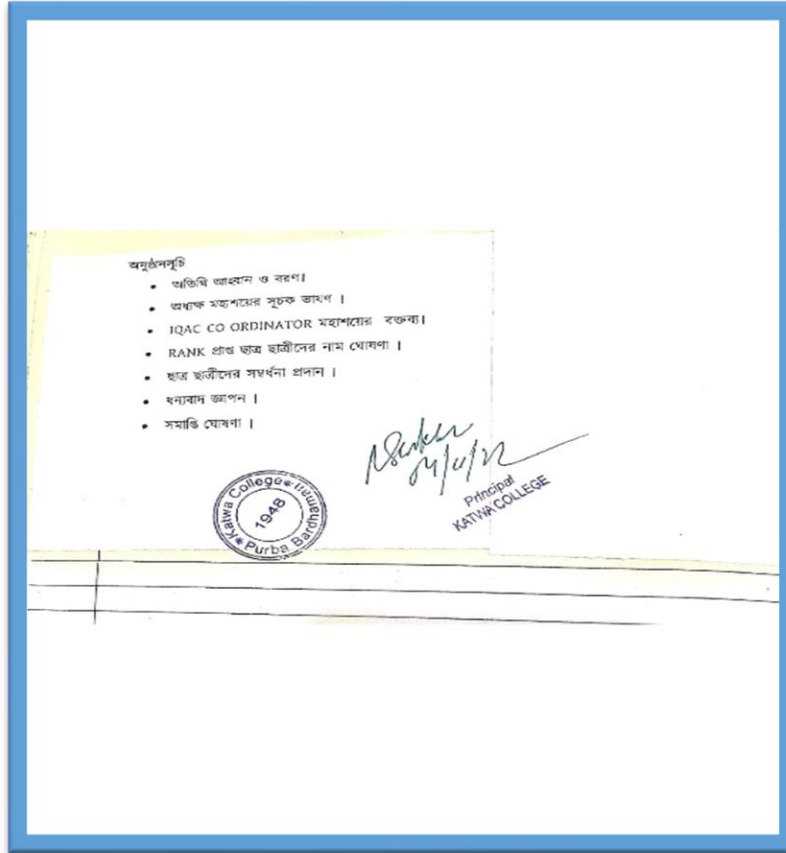 অনুষ্ঠানসূচি
• অতিথি আহ্বান ও বরণ।
• অধ্যক্ষ মহাশয়ের সূচক ভাষণ ।
• IQAC CO ORDINATOR মহাশয়ের বক্তব্য।
• RANK প্রাপ্ত ছাত্র ছাত্রীদের নাম ঘোষণা ।
• ছাত্র ছাত্রীদের সম্বর্ধনা প্রদান ।
• ধন্যবাদ জ্ঞাপন ।
• সমাপ্তি ঘোষণা ।
Principal
KATWA COLLEGE
Katwa College * Purba Bardhaman *
1948